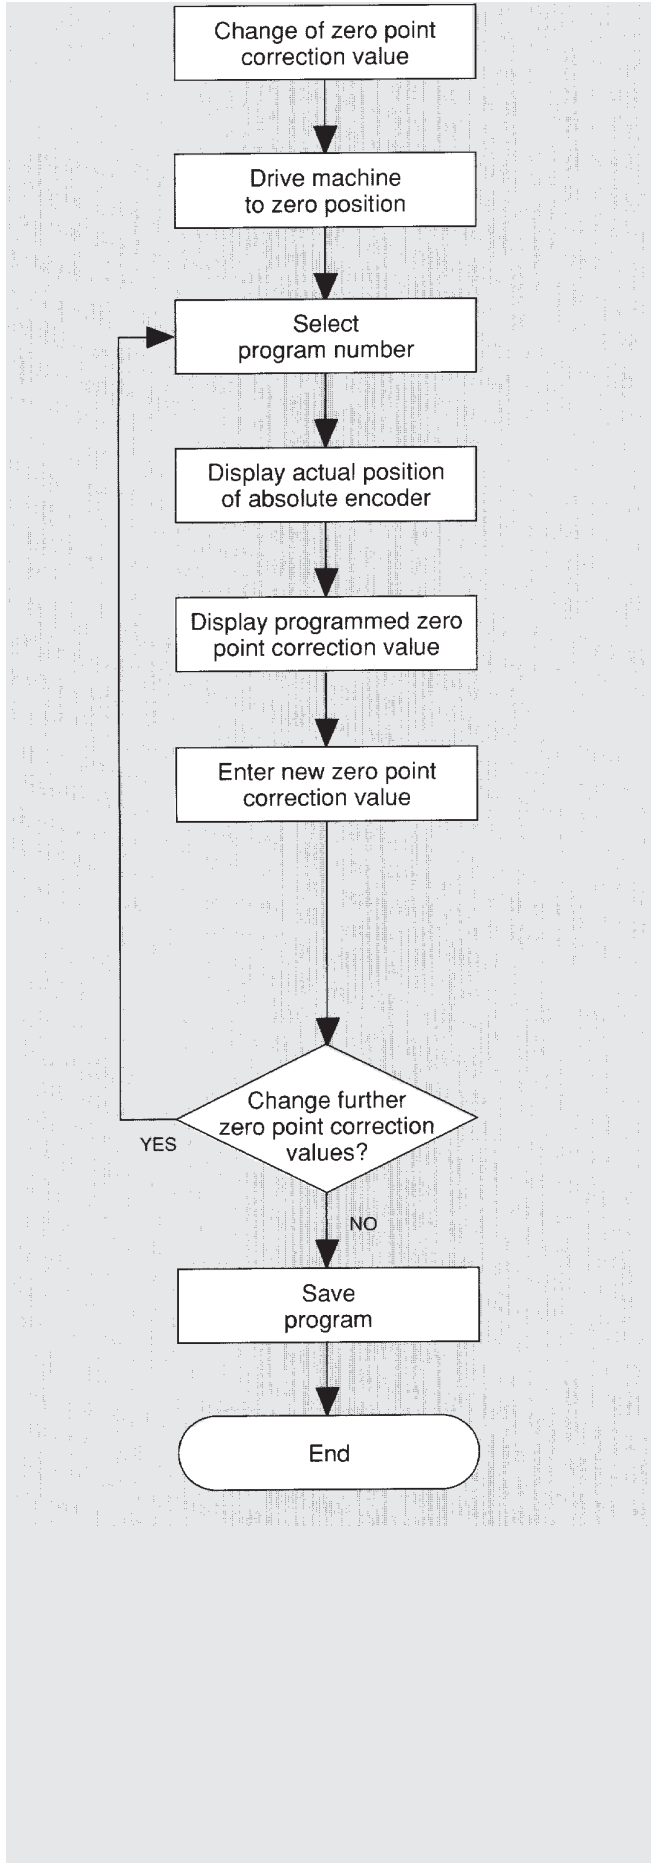 Change of zero point
correction value
Drive machine
to zero position
Select
program number
Display actual position
of absolute encoder
Display programmed zero
point correction value
Enter new zero point
correction value
Change further
zero point correction
values?
YES
NO
Save
program
End